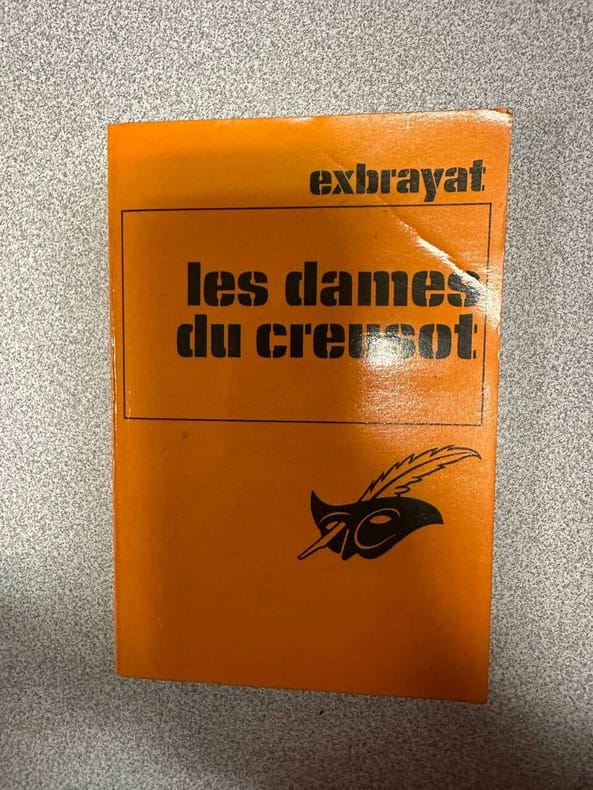 exbrayat
les dames
du creusot